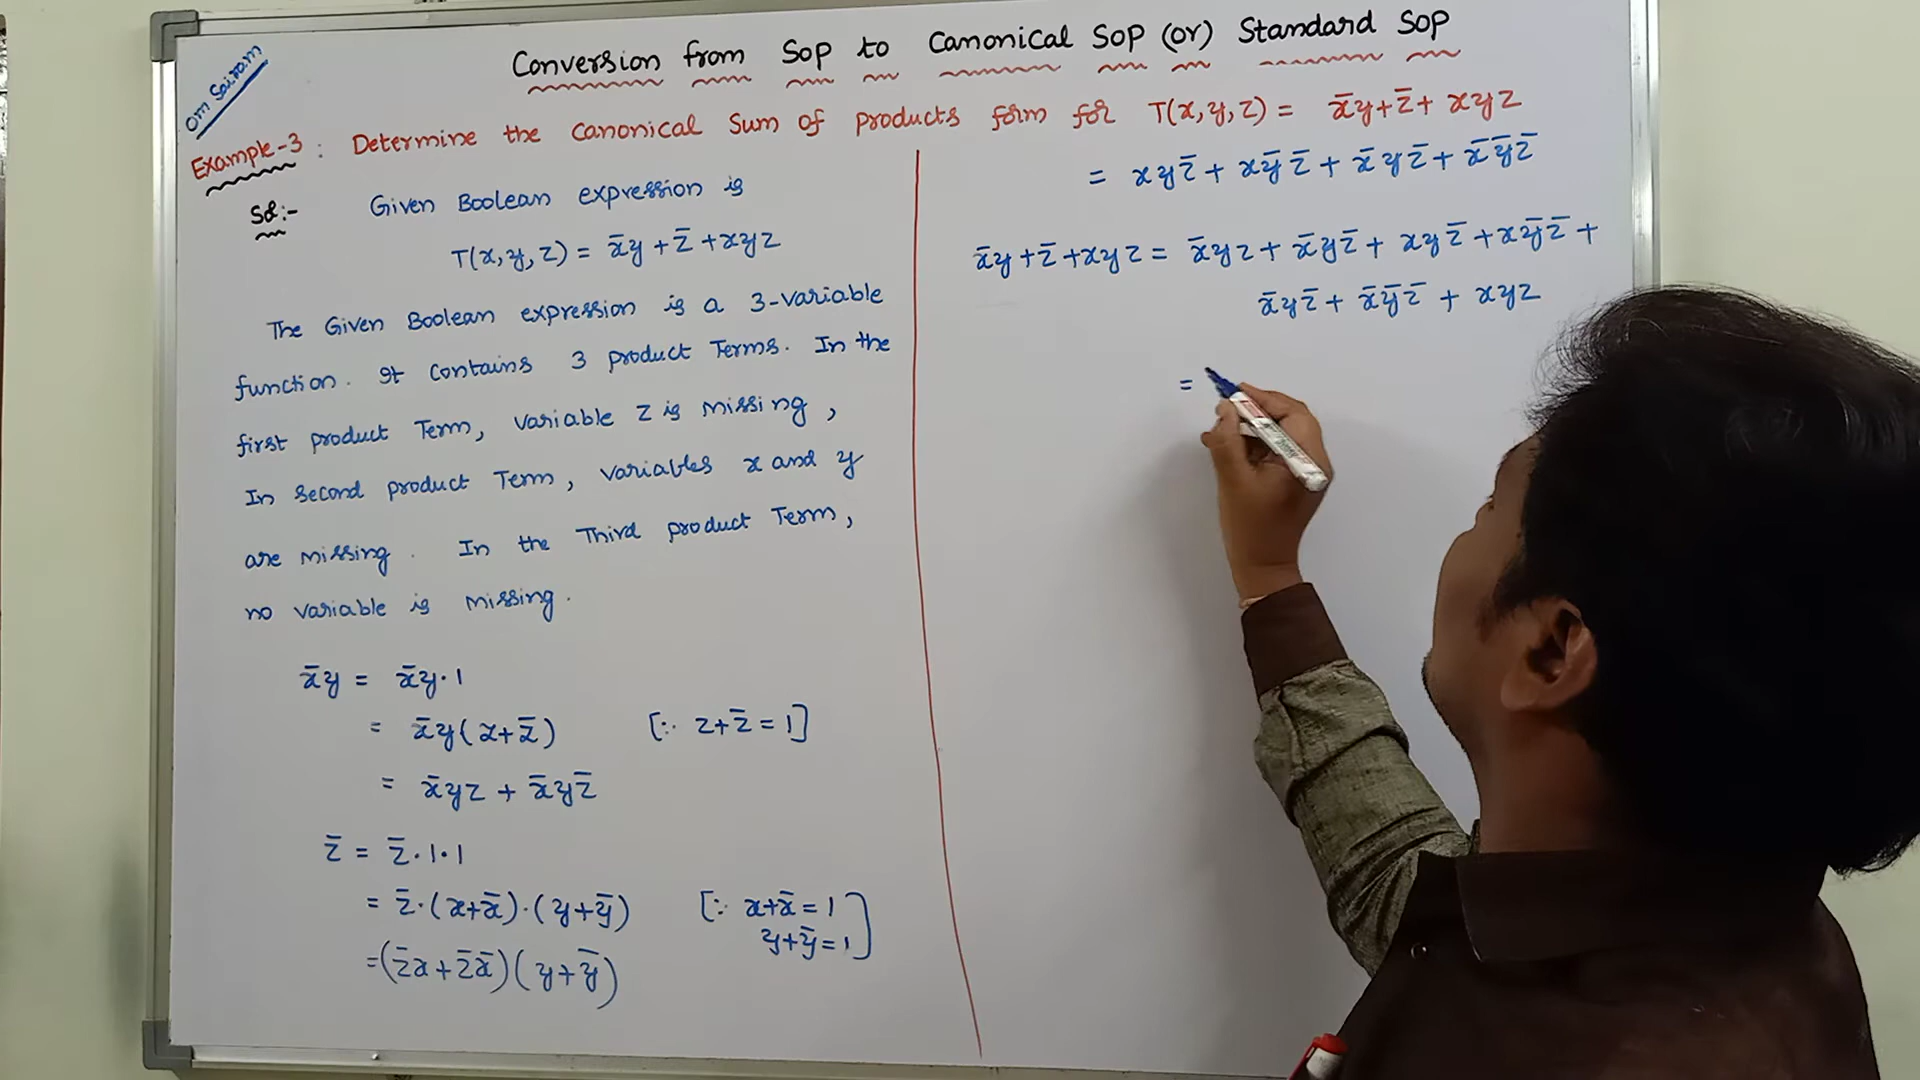 Om Sairam
Conversion from SOP to Canonical SOP (or) Standard SOP
Example-3 : Determine the Canonical Sum of products form for T(x,y,z) = x̄y+z̄+xyz
Sol:- Given Boolean expression is
T(x,y,z) = x̄y+z̄+xyz
The Given Boolean expression is a 3-variable
function. It contains 3 product Terms. In the
first product Term, variable z is missing,
In second product Term, variables x and y
are missing. In the Third product Term,
no variable is missing.
x̄y = x̄y·1
= x̄y(z+z̄) [∵ z+z̄=1]
= x̄yz + x̄yz̄
z̄ = z̄·1·1
= z̄·(x+x̄)·(y+ȳ) [∵ x+x̄=1
y+ȳ=1]
=(z̄x+z̄x̄)(y+ȳ)
= xyz̄ + xȳz̄ + x̄yz̄ + x̄ȳz̄
x̄y+z̄+xyz = x̄yz + x̄yz̄ + xyz̄ + xȳz̄ +
x̄yz̄ + x̄ȳz̄ + xyz
=